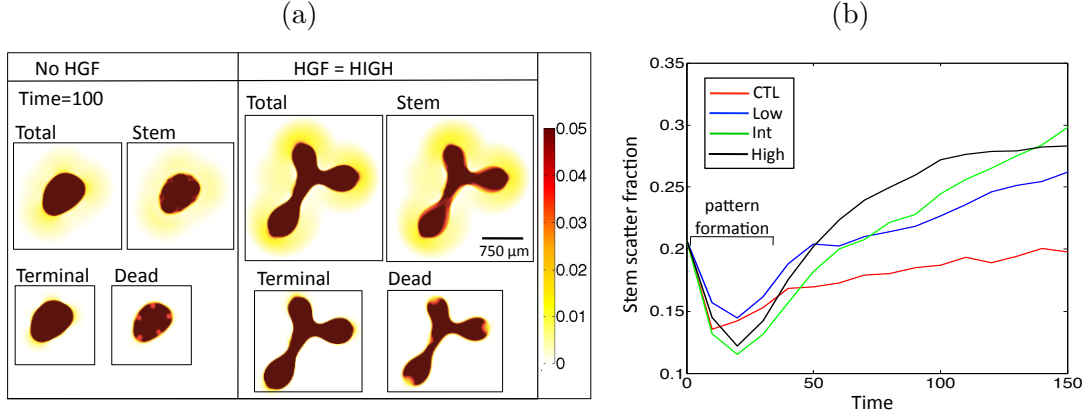 (a)
No HGF
HGF = HIGH
Time=100
Total
Stem
Total
Stem
750 μm
Terminal
Dead
Terminal
Dead
0.05
0.04
0.03
0.02
0.01
0
(b)
Stem scatter fraction
0.35
0.3
0.25
0.2
0.15
0.1
CTL
Low
Int
High
pattern
formation
0
50
100
150
Time